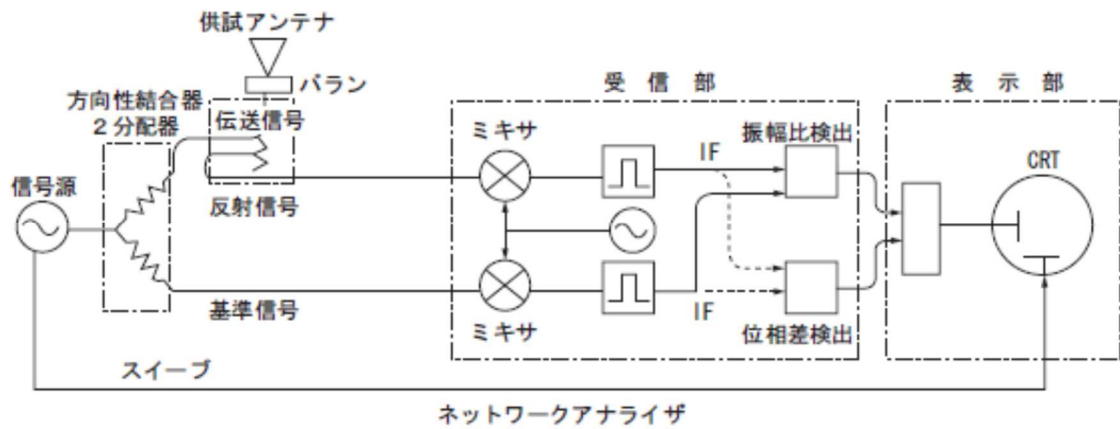 供試アンテナ
バラン
方向性結合器
2分配器
伝送信号
信号源
反射信号
基準信号
スイープ
受信部
ミキサ
IF
振幅比検出
ミキサ
IF
位相差検出
表示部
CRT
ネットワークアナライザ